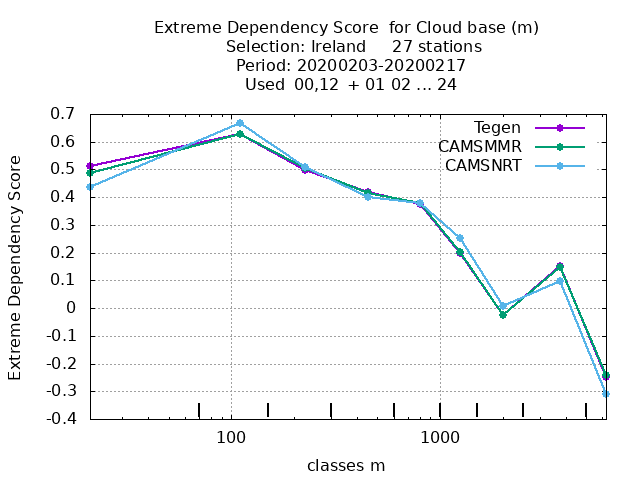 Extreme Dependency Score  for Cloud base (m)
Selection: Ireland     27 stations
Period: 20200203-20200217
Used  00,12  + 01 02 ... 24
Extreme Dependency Score
0.7
0.6
0.5
0.4
0.3
0.2
0.1
0
-0.1
-0.2
-0.3
-0.4
Tegen
CAMSMMR
CAMSNRT
100
1000
classes m